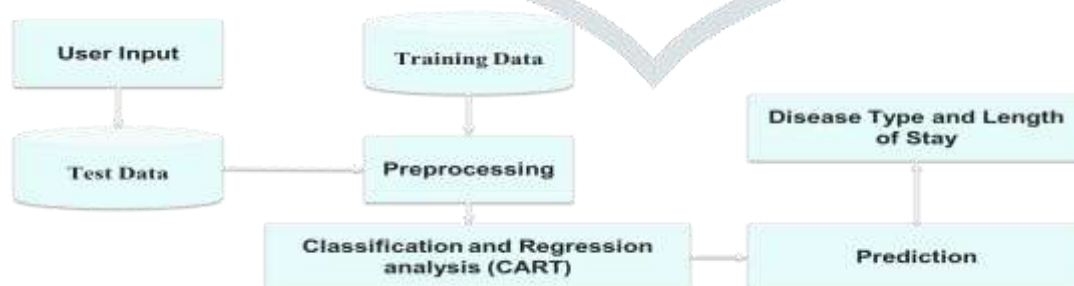 User Input
Training Data
Disease Type and Length
of Stay
Test Data
Preprocessing
Classification and Regression
analysis (CART)
Prediction